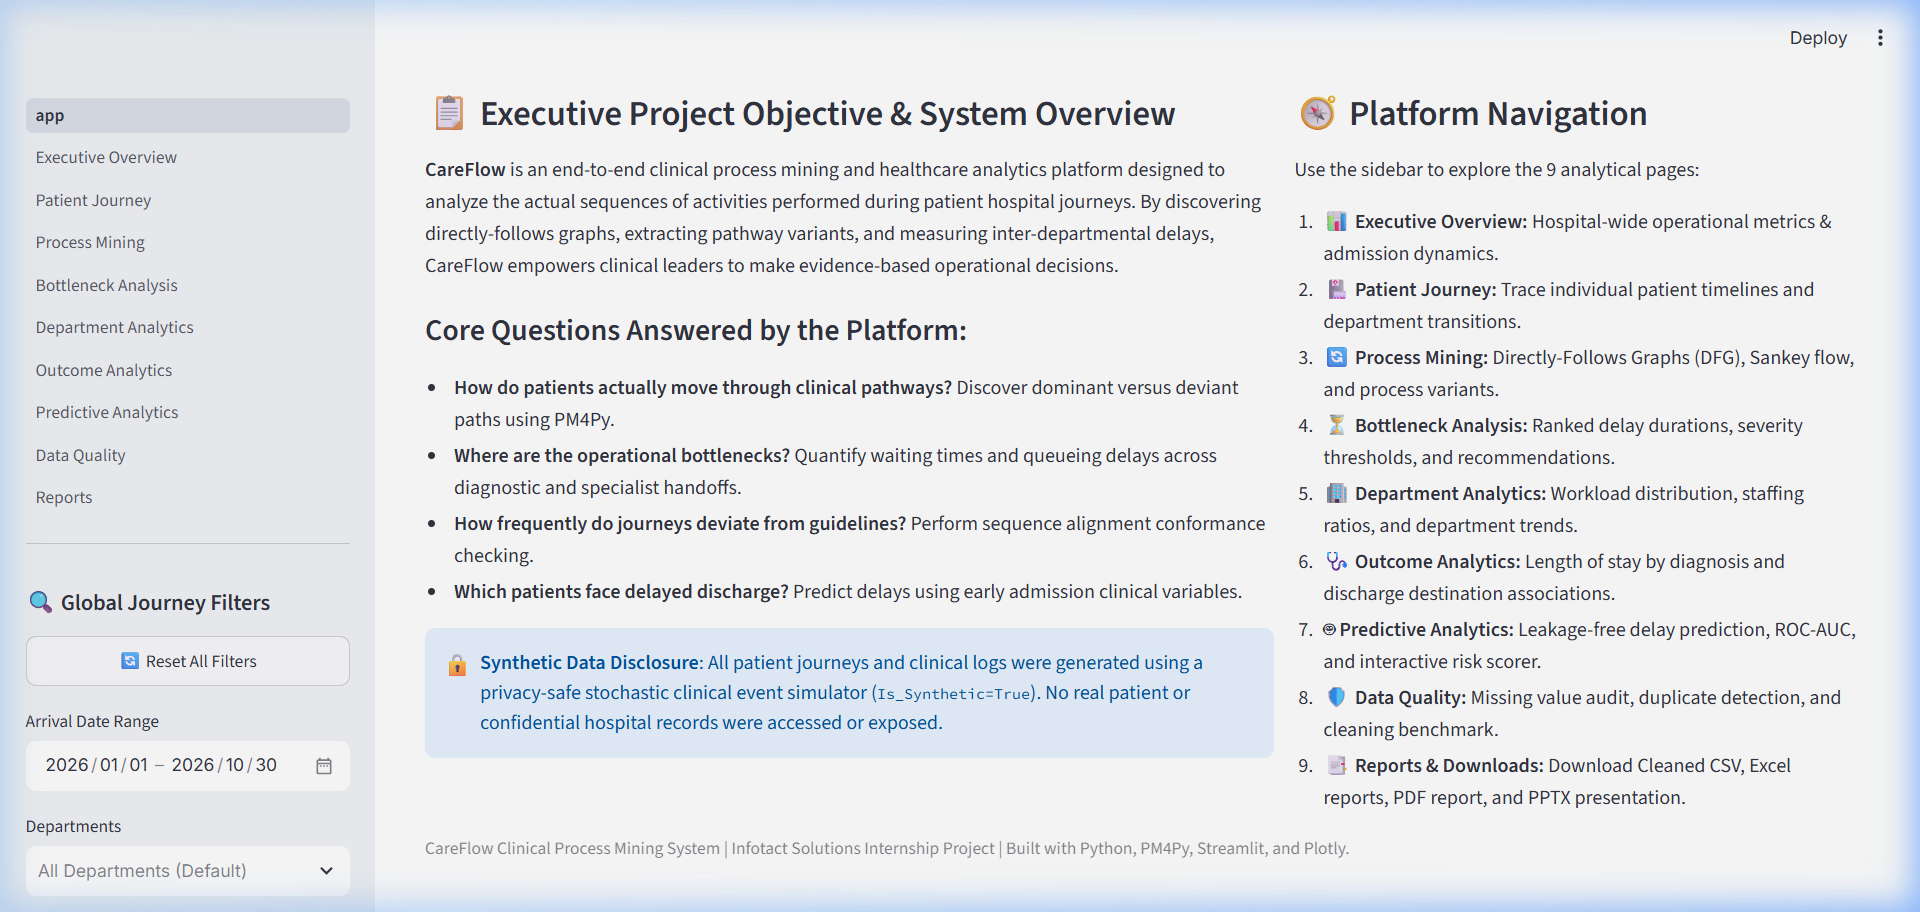 Deploy
app
Executive Overview
Patient Journey
Process Mining
Bottleneck Analysis
Department Analytics
Outcome Analytics
Predictive Analytics
Data Quality
Reports
Global Journey Filters
Reset All Filters
Arrival Date Range
2026/01/01 – 2026/10/30
Departments
All Departments (Default)
Executive Project Objective & System Overview
CareFlow is an end-to-end clinical process mining and healthcare analytics platform designed to
analyze the actual sequences of activities performed during patient hospital journeys. By discovering
directly-follows graphs, extracting pathway variants, and measuring inter-departmental delays,
CareFlow empowers clinical leaders to make evidence-based operational decisions.
Core Questions Answered by the Platform:
• How do patients actually move through clinical pathways? Discover dominant versus deviant
paths using PM4Py.
• Where are the operational bottlenecks? Quantify waiting times and queueing delays across
diagnostic and specialist handoffs.
• How frequently do journeys deviate from guidelines? Perform sequence alignment conformance
checking.
• Which patients face delayed discharge? Predict delays using early admission clinical variables.
Synthetic Data Disclosure: All patient journeys and clinical logs were generated using a
privacy-safe stochastic clinical event simulator (Is_Synthetic=True). No real patient or
confidential hospital records were accessed or exposed.
Platform Navigation
Use the sidebar to explore the 9 analytical pages:
1. Executive Overview: Hospital-wide operational metrics &
admission dynamics.
2. Patient Journey: Trace individual patient timelines and
department transitions.
3. Process Mining: Directly-Follows Graphs (DFG), Sankey flow,
and process variants.
4. Bottleneck Analysis: Ranked delay durations, severity
thresholds, and recommendations.
5. Department Analytics: Workload distribution, staffing
ratios, and department trends.
6. Outcome Analytics: Length of stay by diagnosis and
discharge destination associations.
7. Predictive Analytics: Leakage-free delay prediction, ROC-AUC,
and interactive risk scorer.
8. Data Quality: Missing value audit, duplicate detection, and
cleaning benchmark.
9. Reports & Downloads: Download Cleaned CSV, Excel
reports, PDF report, and PPTX presentation.
CareFlow Clinical Process Mining System | Infotact Solutions Internship Project | Built with Python, PM4Py, Streamlit, and Plotly.